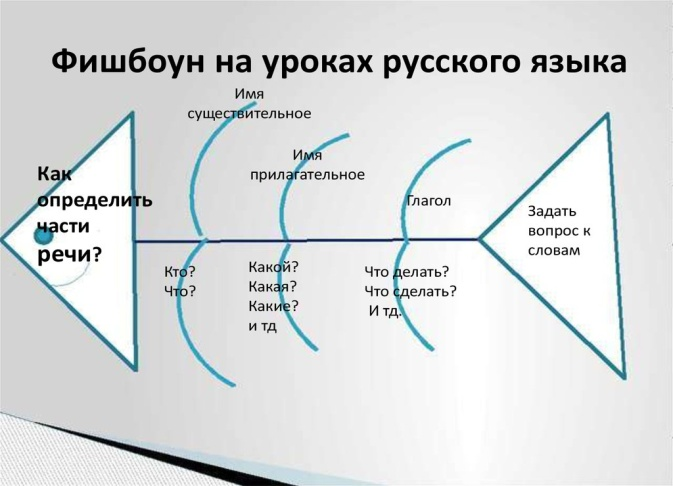 Фишбоун на уроках русского языка
Имя
существительное
Имя
прилагательное
Глагол
Как
определить
части
речи?
Задать
вопрос к
словам
Кто?
Что?
Какой?
Какая?
Какие?
и тд
Что делать?
Что сделать?
И тд.